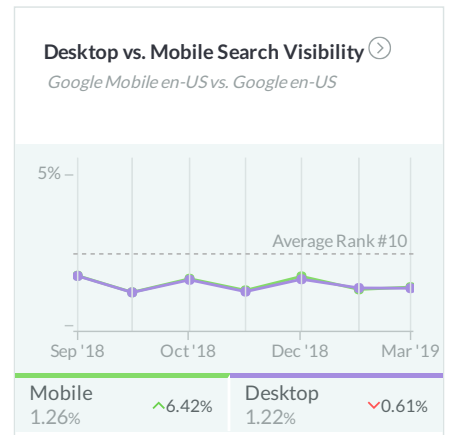 Desktop vs. Mobile Search Visibility
Google Mobile en-US vs. Google en-US
5%
Average Rank #10
Sep '18 Oct '18 Dec '18 Mar '19
Mobile Desktop
1.26% 6.42% 1.22% 0.61%